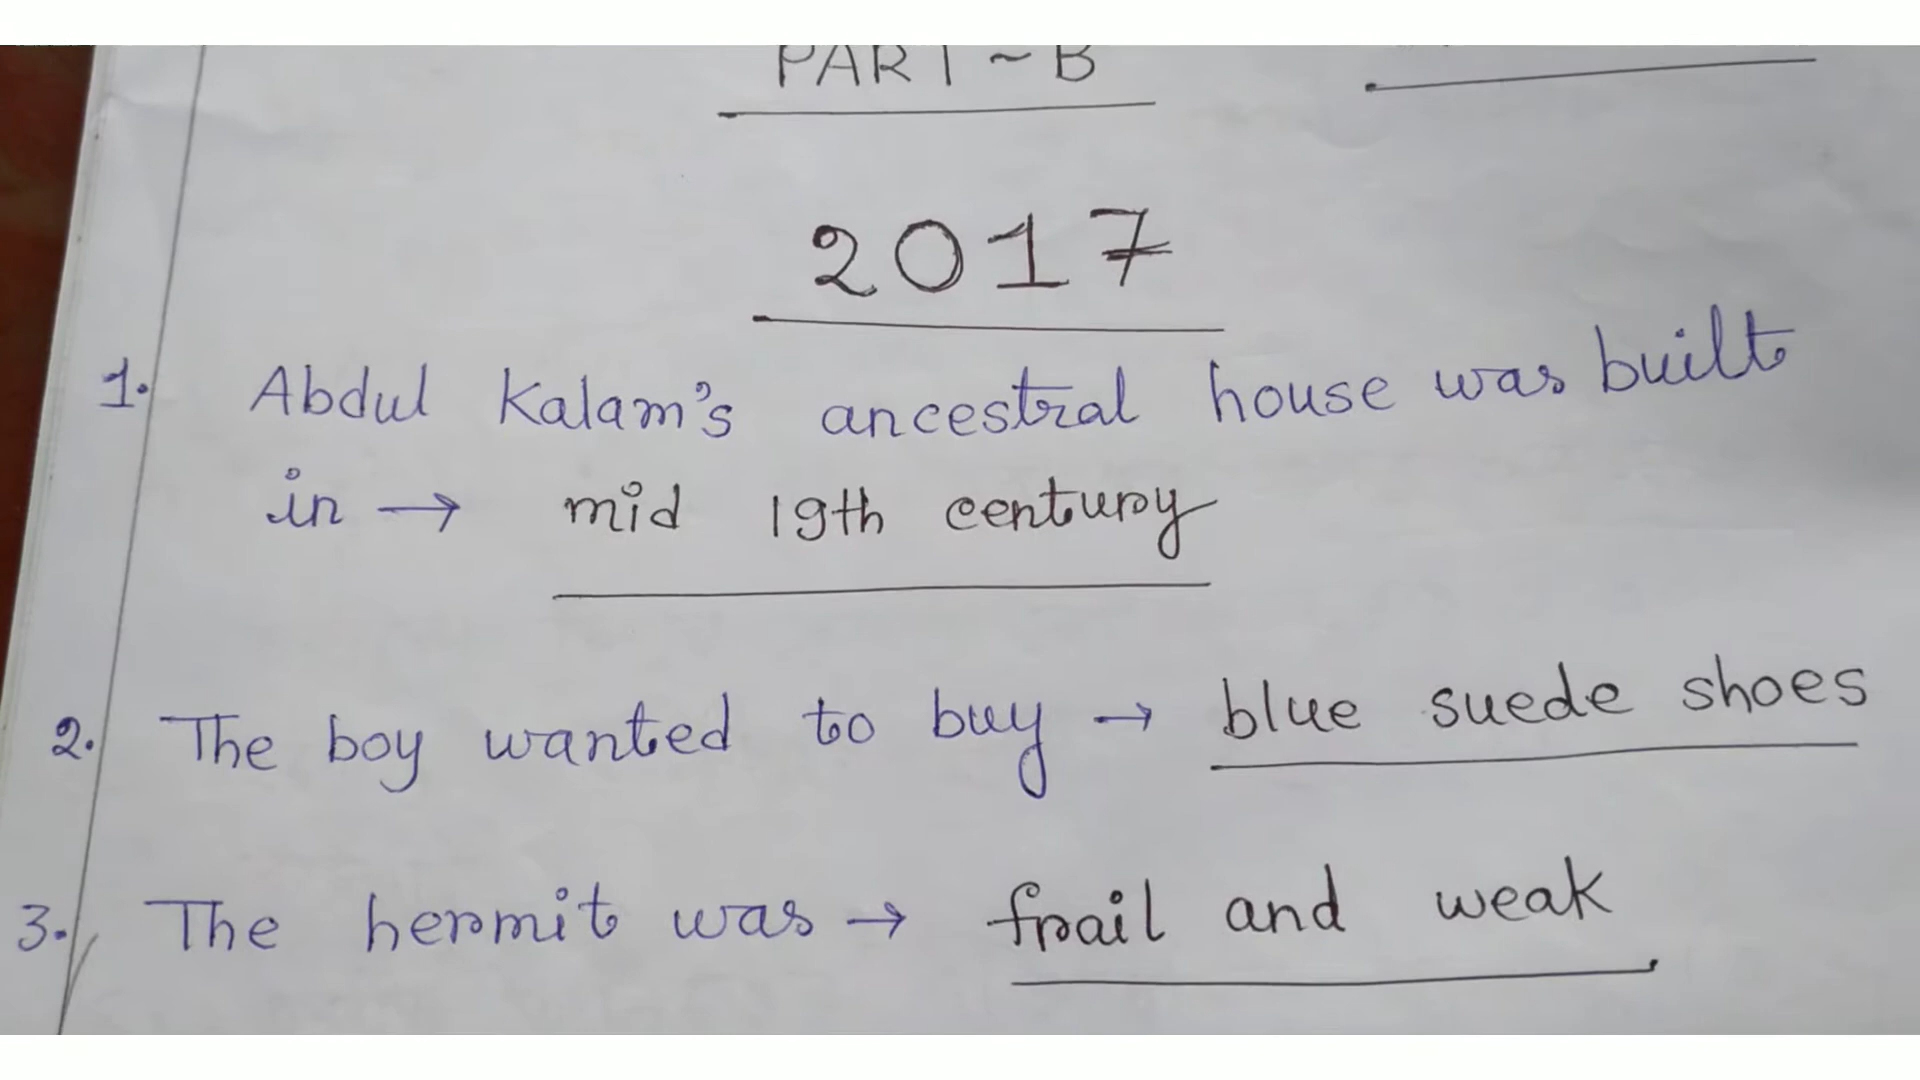 PART ~ B
2017
1. Abdul Kalam's ancestral house was built
in → mid 19th century
2. The boy wanted to buy → blue suede shoes
3. The hermit was → frail and weak